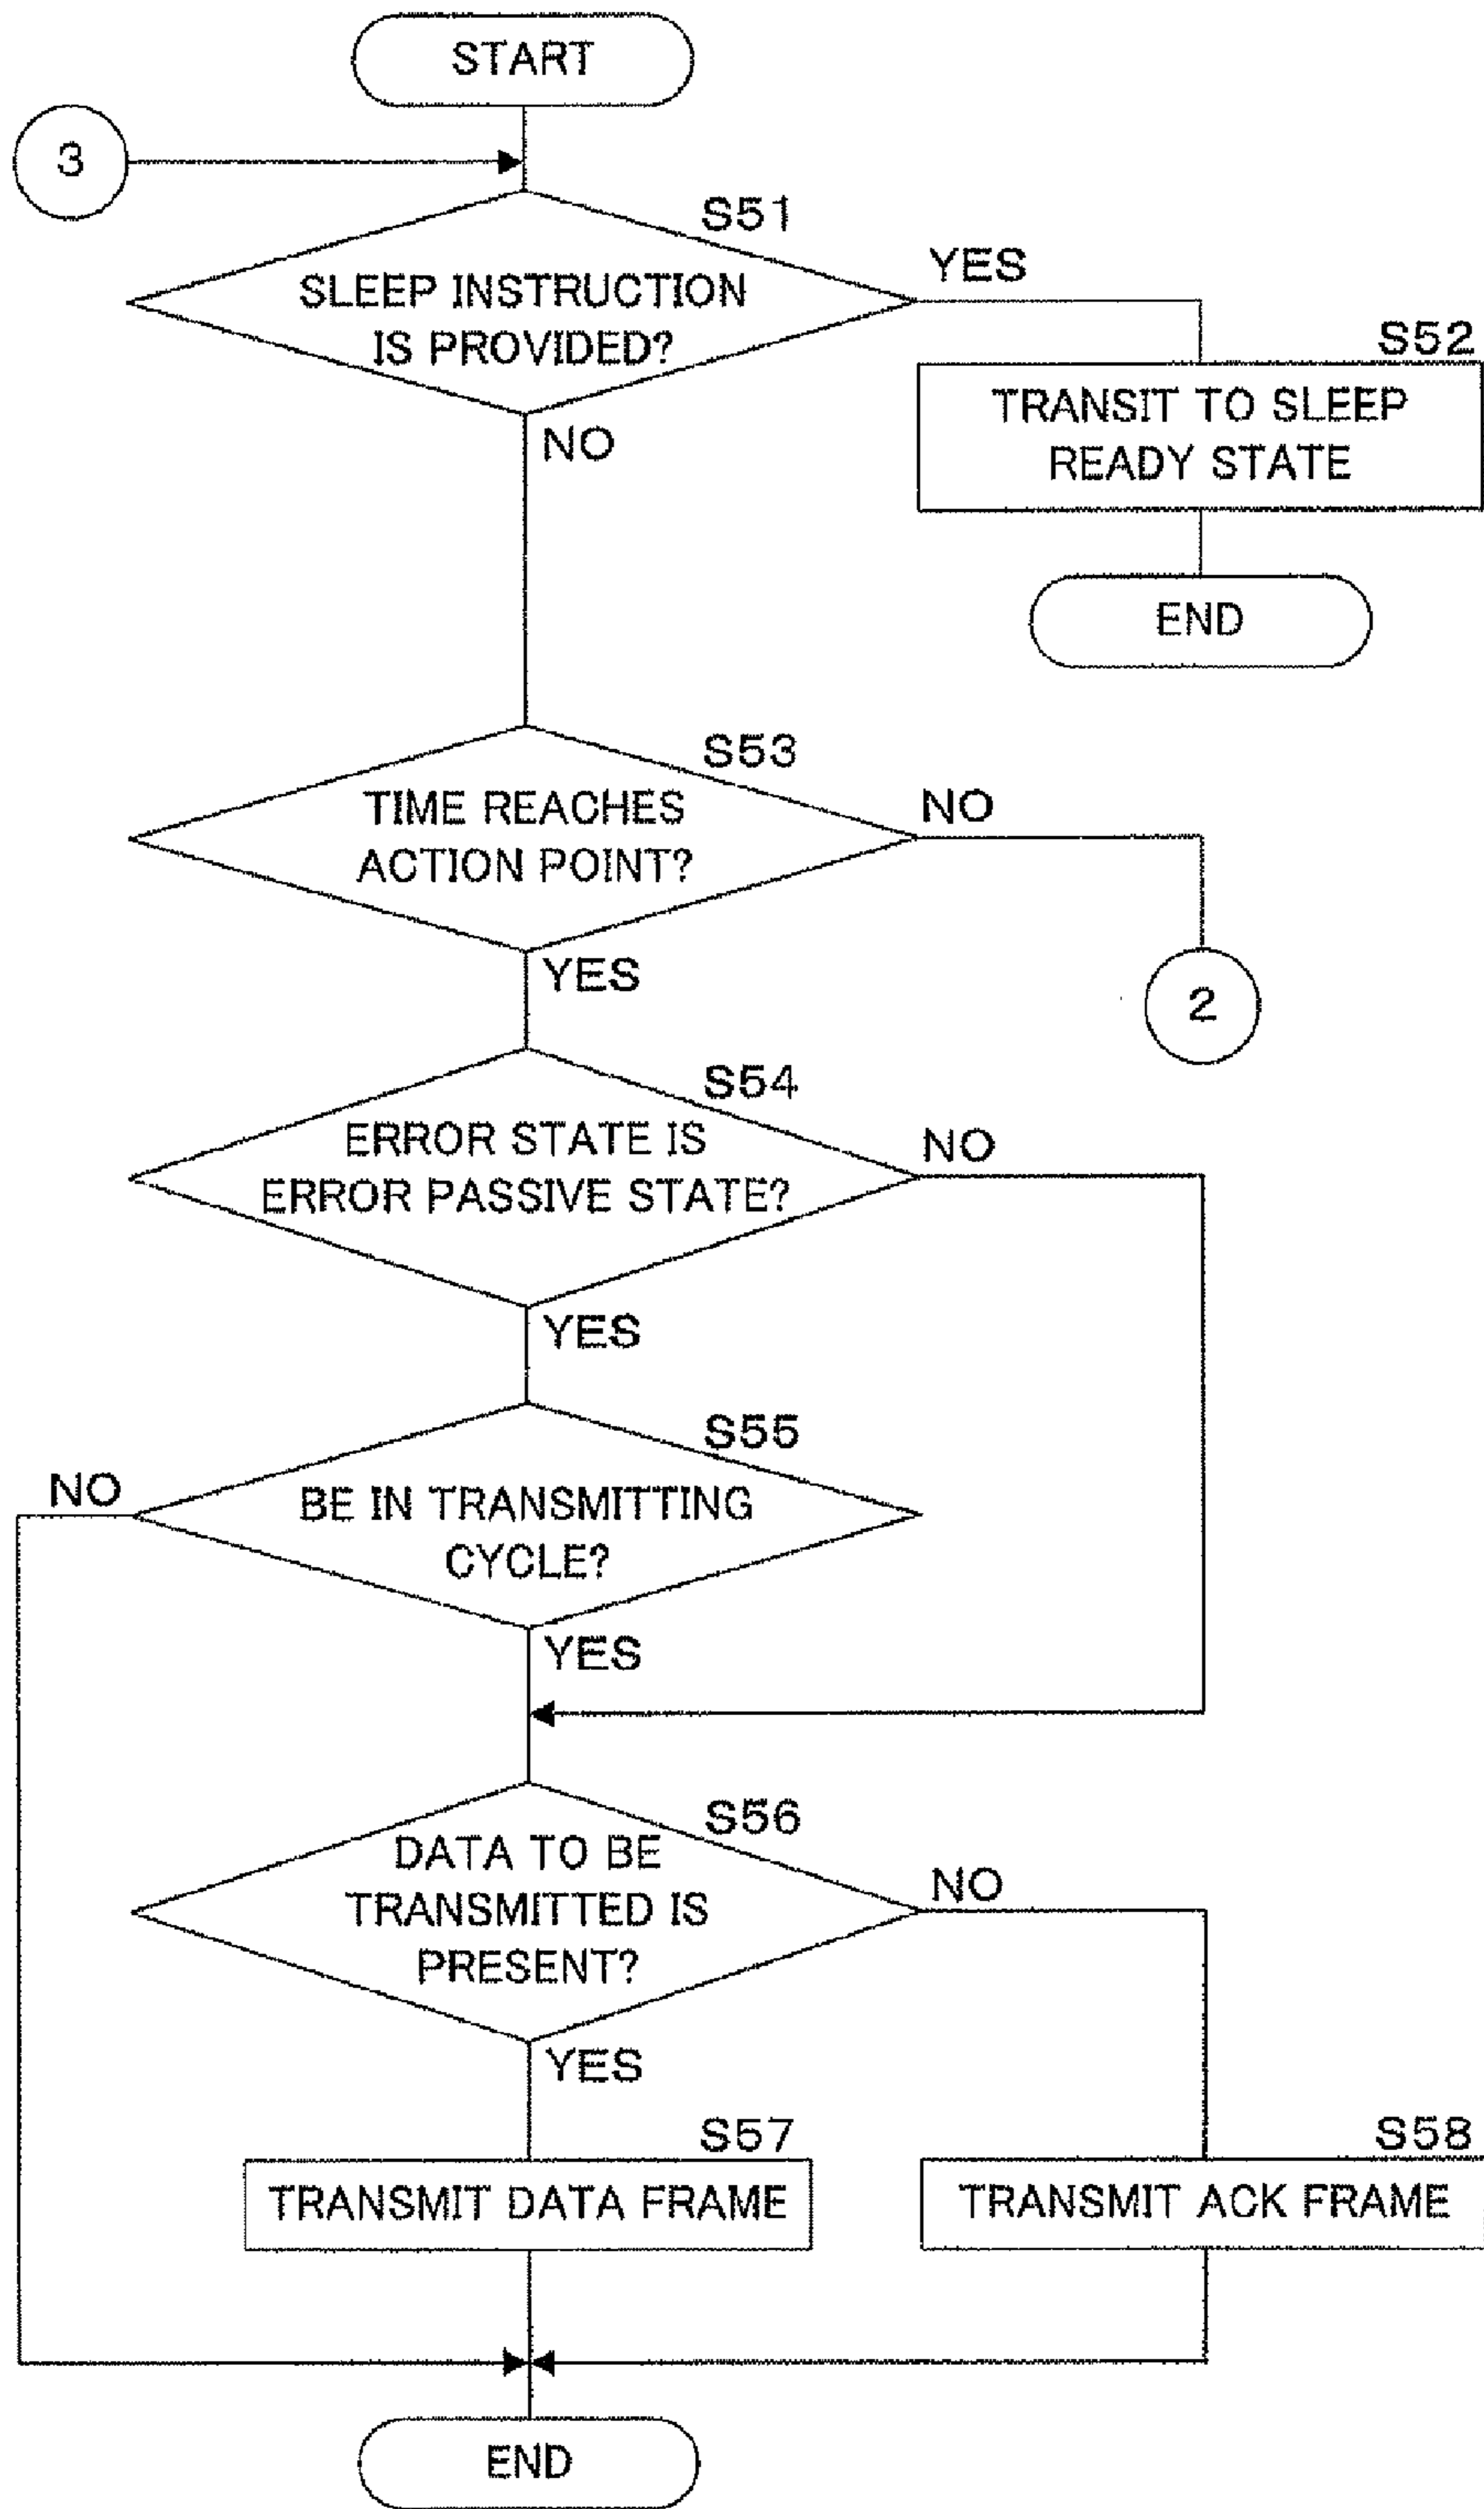 START
3
S51
SLEEP INSTRUCTION
IS PROVIDED?
YES
NO
S52
TRANSIT TO SLEEP
READY STATE
END
S53
TIME REACHES
ACTION POINT?
NO
YES
2
S54
ERROR STATE IS
ERROR PASSIVE STATE?
NO
YES
S55
BE IN TRANSMITTING
CYCLE?
NO
YES
S56
DATA TO BE
TRANSMITTED IS
PRESENT?
NO
YES
S57
TRANSMIT DATA FRAME
S58
TRANSMIT ACK FRAME
END